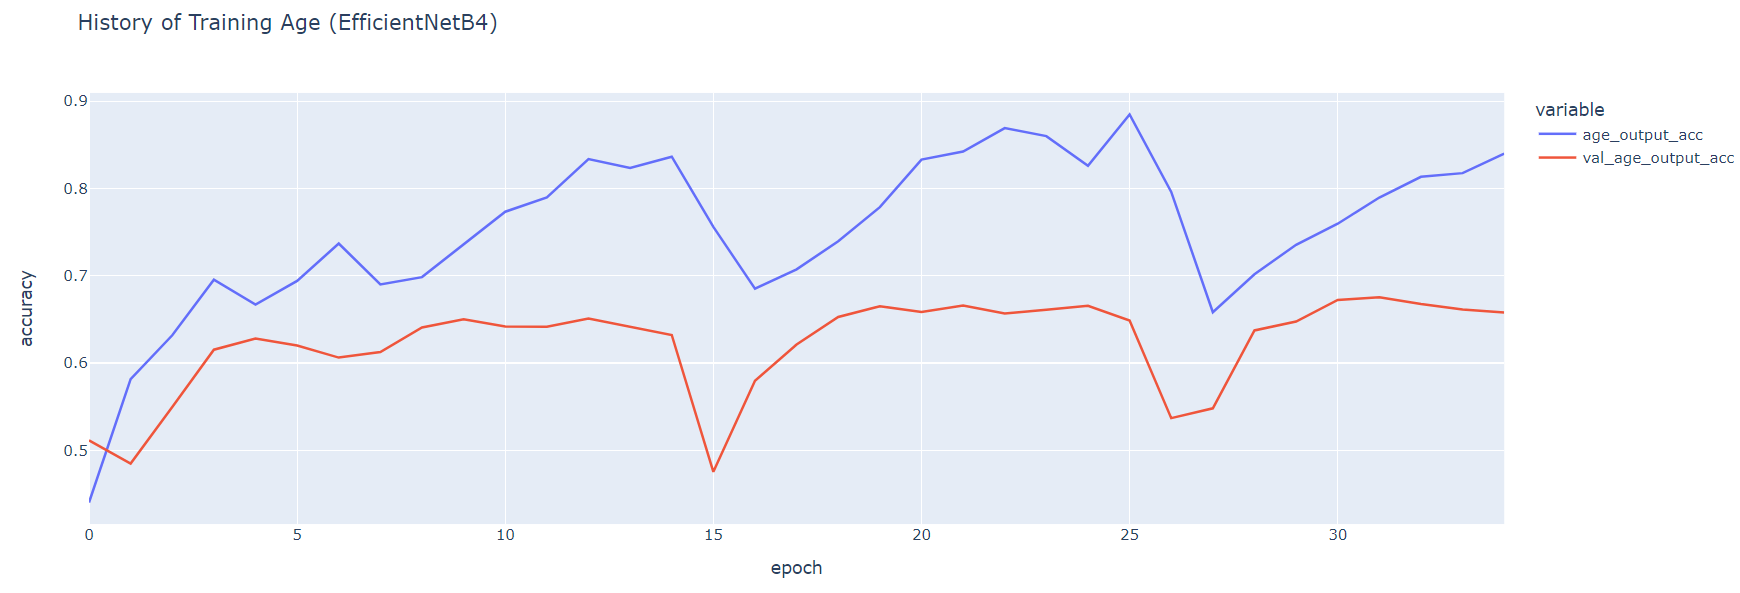 History of Training Age (EfficientNetB4)
variable
age_output_acc
val_age_output_acc
accuracy
0.9
0.8
0.7
0.6
0.5
0 5 10 15 20 25 30
epoch